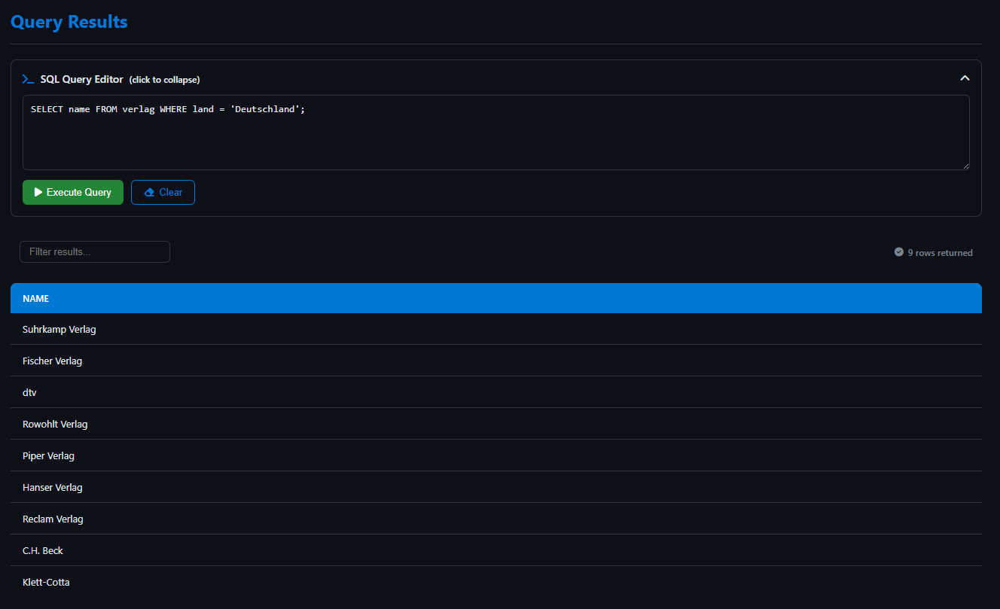 Query Results
SQL Query Editor (click to collapse)
SELECT name FROM verlag WHERE land = 'Deutschland';
Execute Query Clear
Filter results... 9 rows returned
NAME
Suhrkamp Verlag
Fischer Verlag
dtv
Rowohlt Verlag
Piper Verlag
Hanser Verlag
Reclam Verlag
C.H. Beck
Klett-Cotta